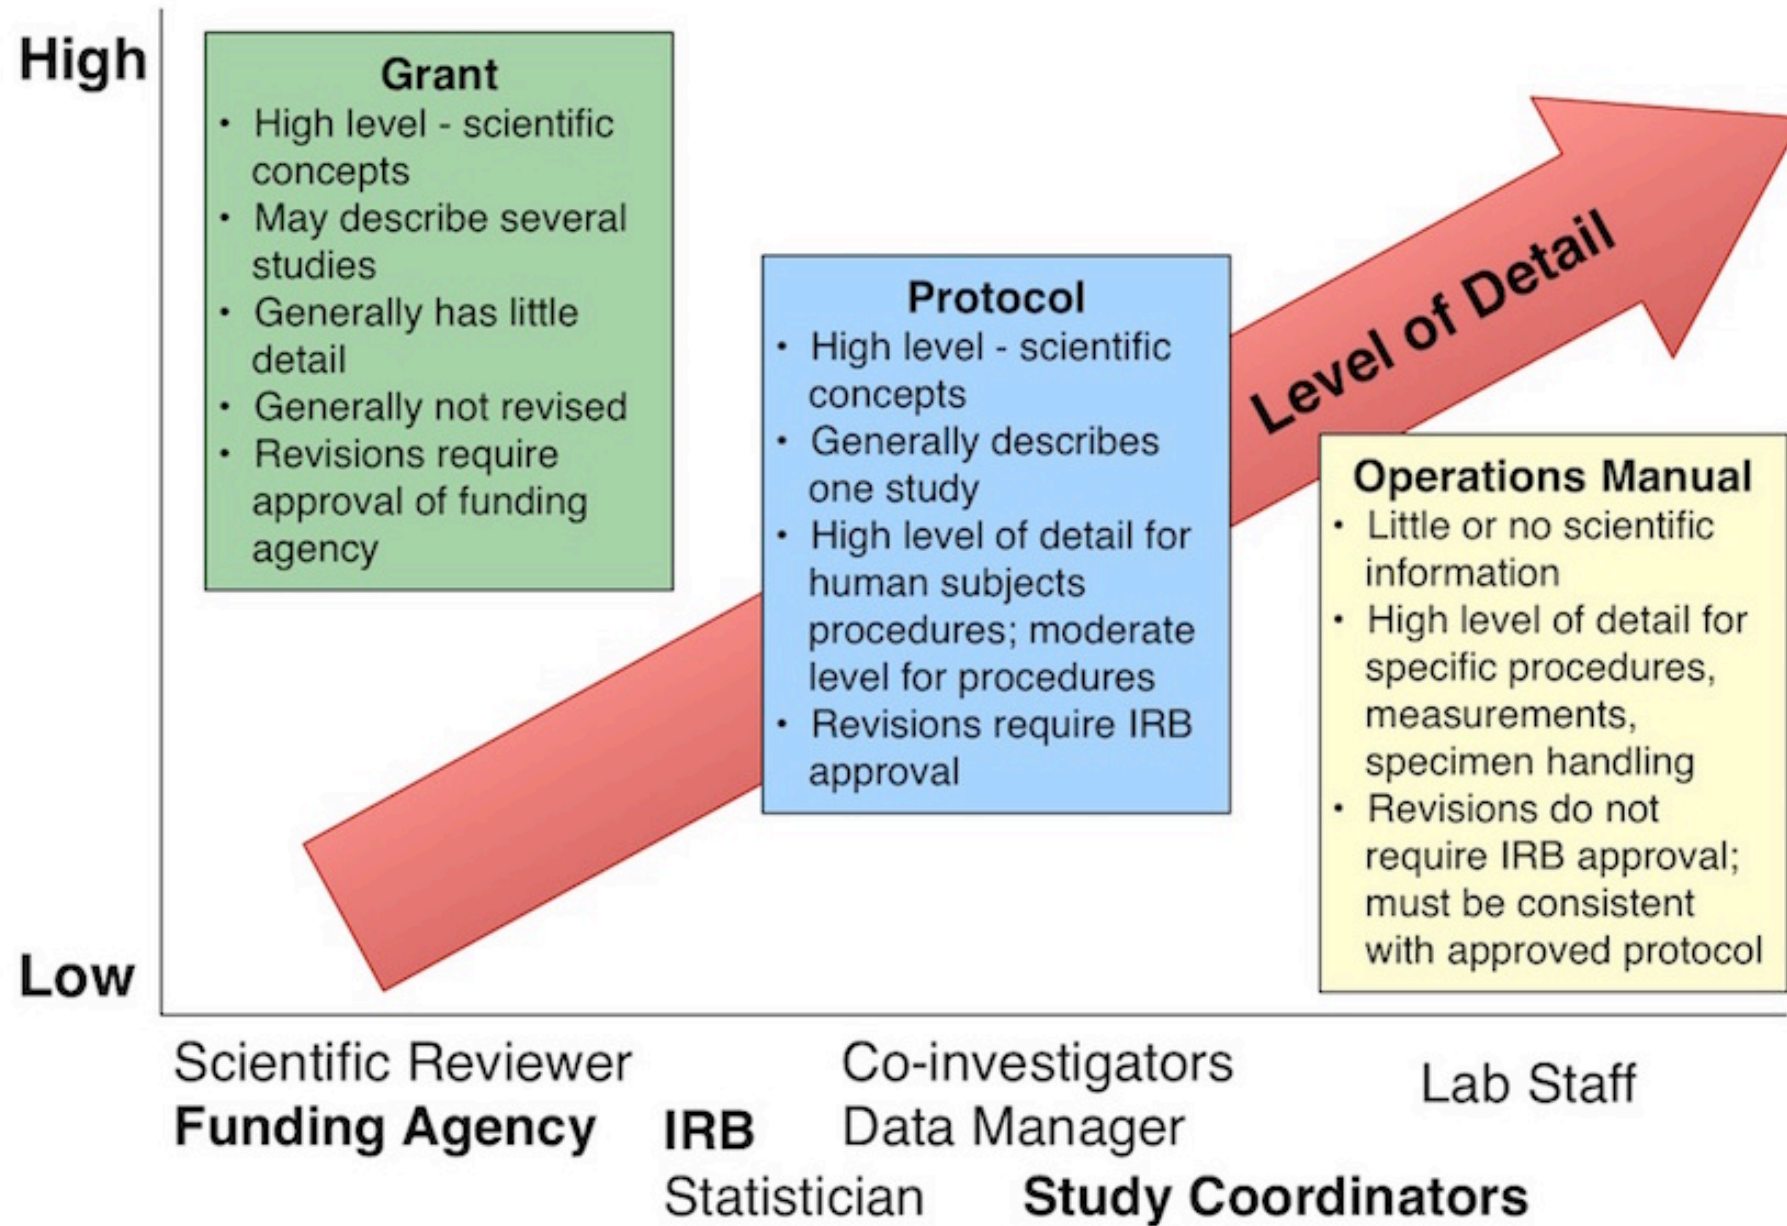 High
Grant
• High level - scientific
concepts
• May describe several
studies
• Generally has little
detail
• Generally not revised
• Revisions require
approval of funding
agency
Protocol
• High level - scientific
concepts
• Generally describes
one study
• High level of detail for
human subjects
procedures; moderate
level for procedures
• Revisions require IRB
approval
Level of Detail
Operations Manual
• Little or no scientific
information
• High level of detail for
specific procedures,
measurements,
specimen handling
• Revisions do not
require IRB approval;
must be consistent
with approved protocol
Low
Scientific Reviewer
Funding Agency
IRB
Statistician
Co-investigators
Data Manager
Study Coordinators
Lab Staff